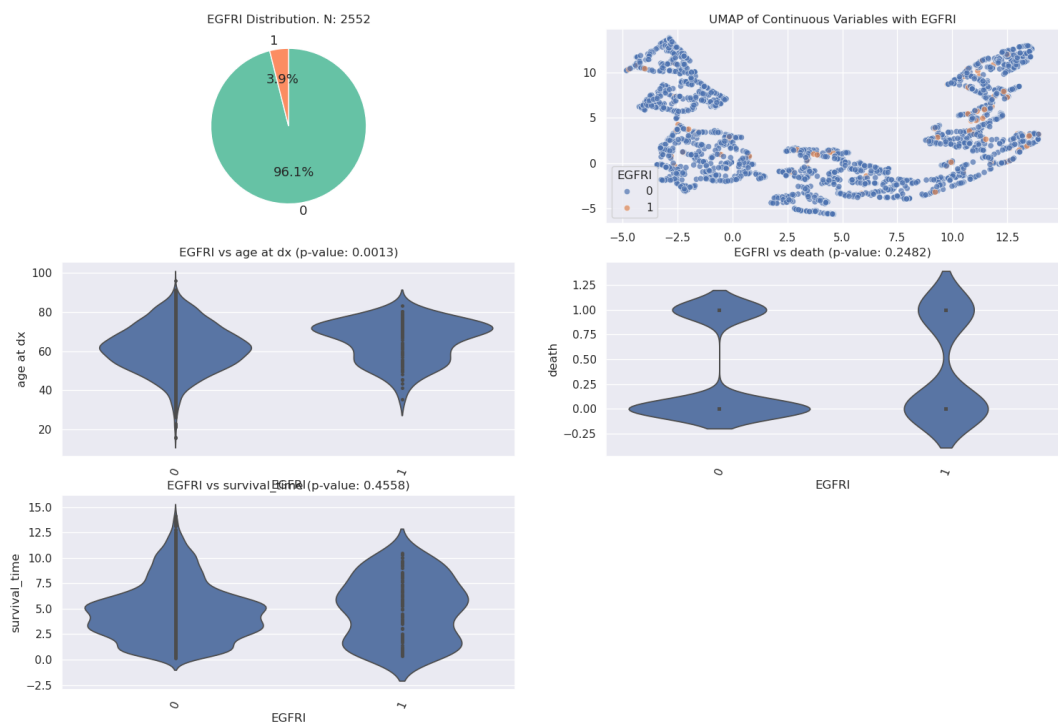 EGFRI Distribution. N: 2552
1
3.9%
96.1%
0
UMAP of Continuous Variables with EGFRI
10
5
0
−5
EGFRI
0
1
−5.0 −2.5 0.0 2.5 5.0 7.5 10.0 12.5
EGFRI vs age at dx (p-value: 0.0013)
100
80
60
40
20
age at dx
0 1
EGFRI
EGFRI vs death (p-value: 0.2482)
1.25
1.00
0.75
0.50
0.25
0.00
−0.25
death
0 1
EGFRI
EGFRI vs survival_time (p-value: 0.4558)
15.0
12.5
10.0
7.5
5.0
2.5
0.0
−2.5
survival_time
0 1
EGFRI